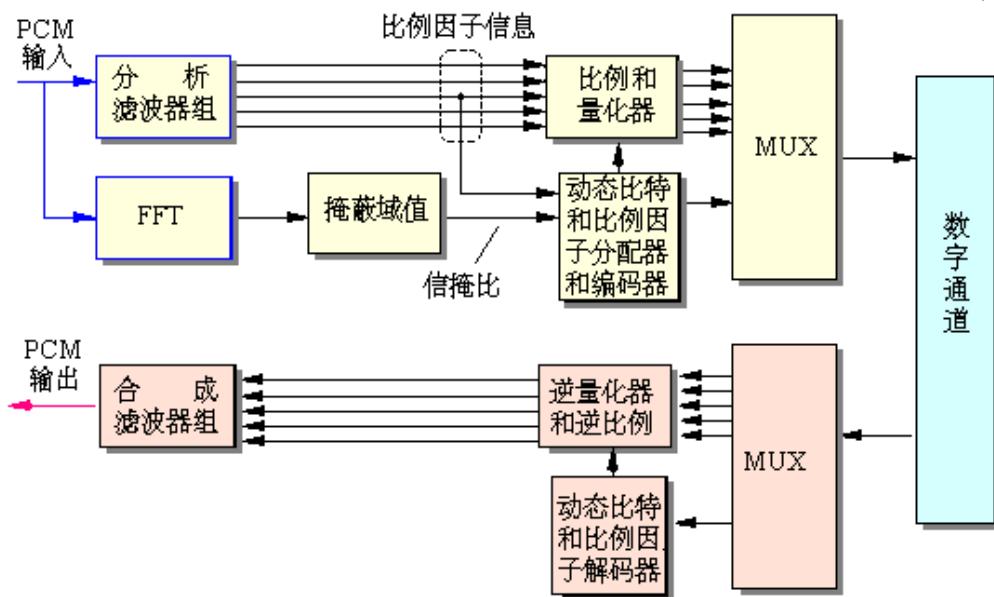 PCM
输入
比例因子信息
分 析
滤波器组
比例和
量化器
MUX
FFT
掩蔽域值
动态比特
和比例因
子分配器
和编码器
信掩比
数
字
通
道
PCM
输出
合 成
滤波器组
逆量化器
和逆比例
MUX
动态比特
和比例因
子解码器